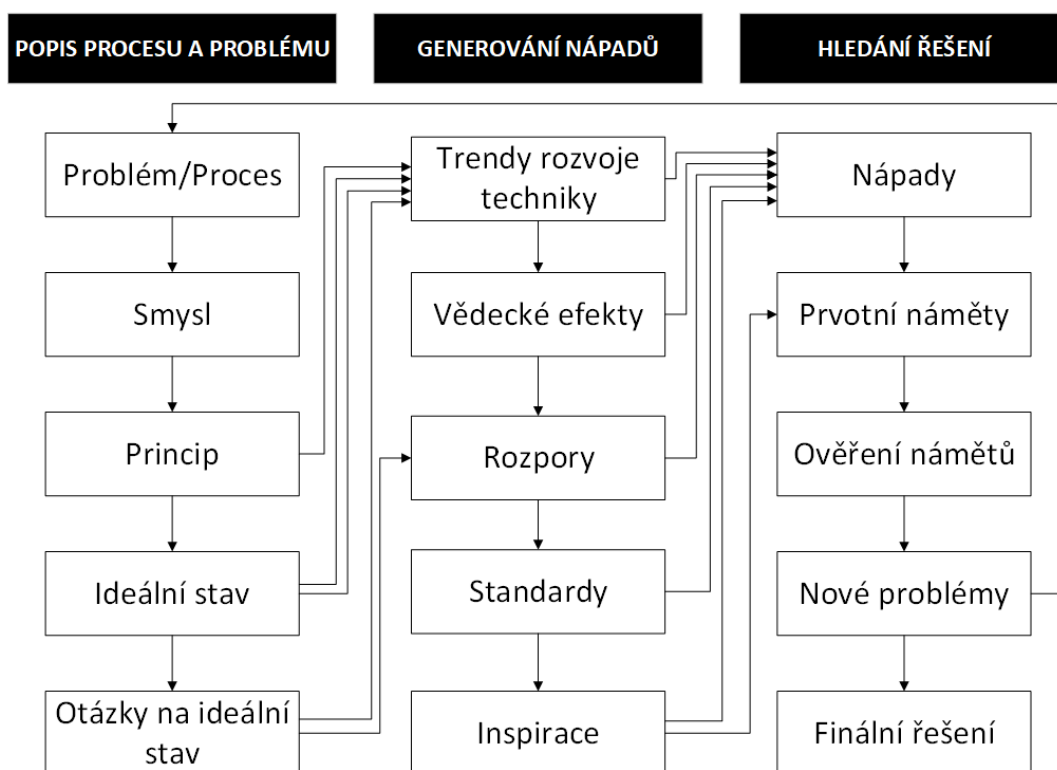 POPIS PROCESU A PROBLÉMU
GENEROVÁNÍ NÁPADŮ
HLEDÁNÍ ŘEŠENÍ
Problém/Proces
Smysl
Princip
Ideální stav
Otázky na ideální
stav
Trendy rozvoje
techniky
Vědecké efekty
Rozpory
Standardy
Inspirace
Nápady
Prvotní náměty
Ověření námětů
Nové problémy
Finální řešení